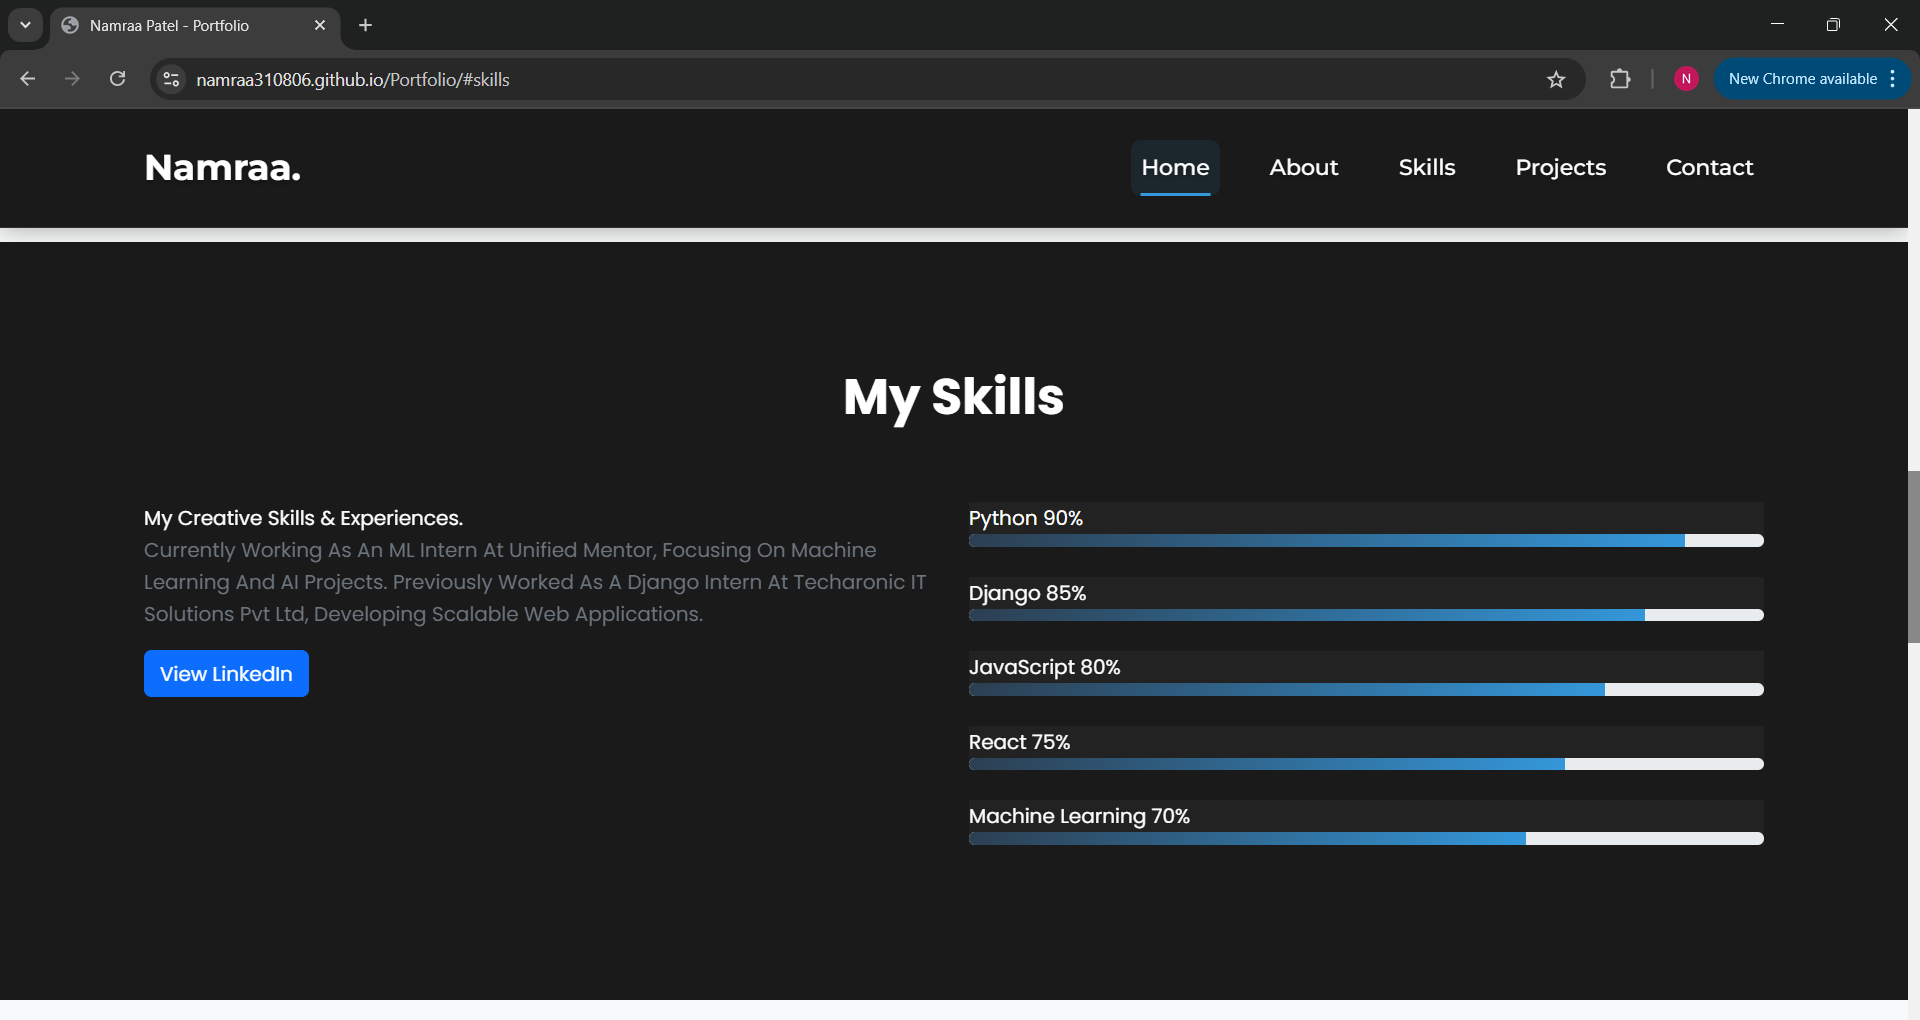 Namraa Patel - Portfolio
namraa310806.github.io/Portfolio/#skills
N
New Chrome available
Namraa.
Home
About
Skills
Projects
Contact
My Skills
My Creative Skills & Experiences.
Currently Working As An ML Intern At Unified Mentor, Focusing On Machine
Learning And AI Projects. Previously Worked As A Django Intern At Techaronic IT
Solutions Pvt Ltd, Developing Scalable Web Applications.
View LinkedIn
Python 90%
Django 85%
JavaScript 80%
React 75%
Machine Learning 70%